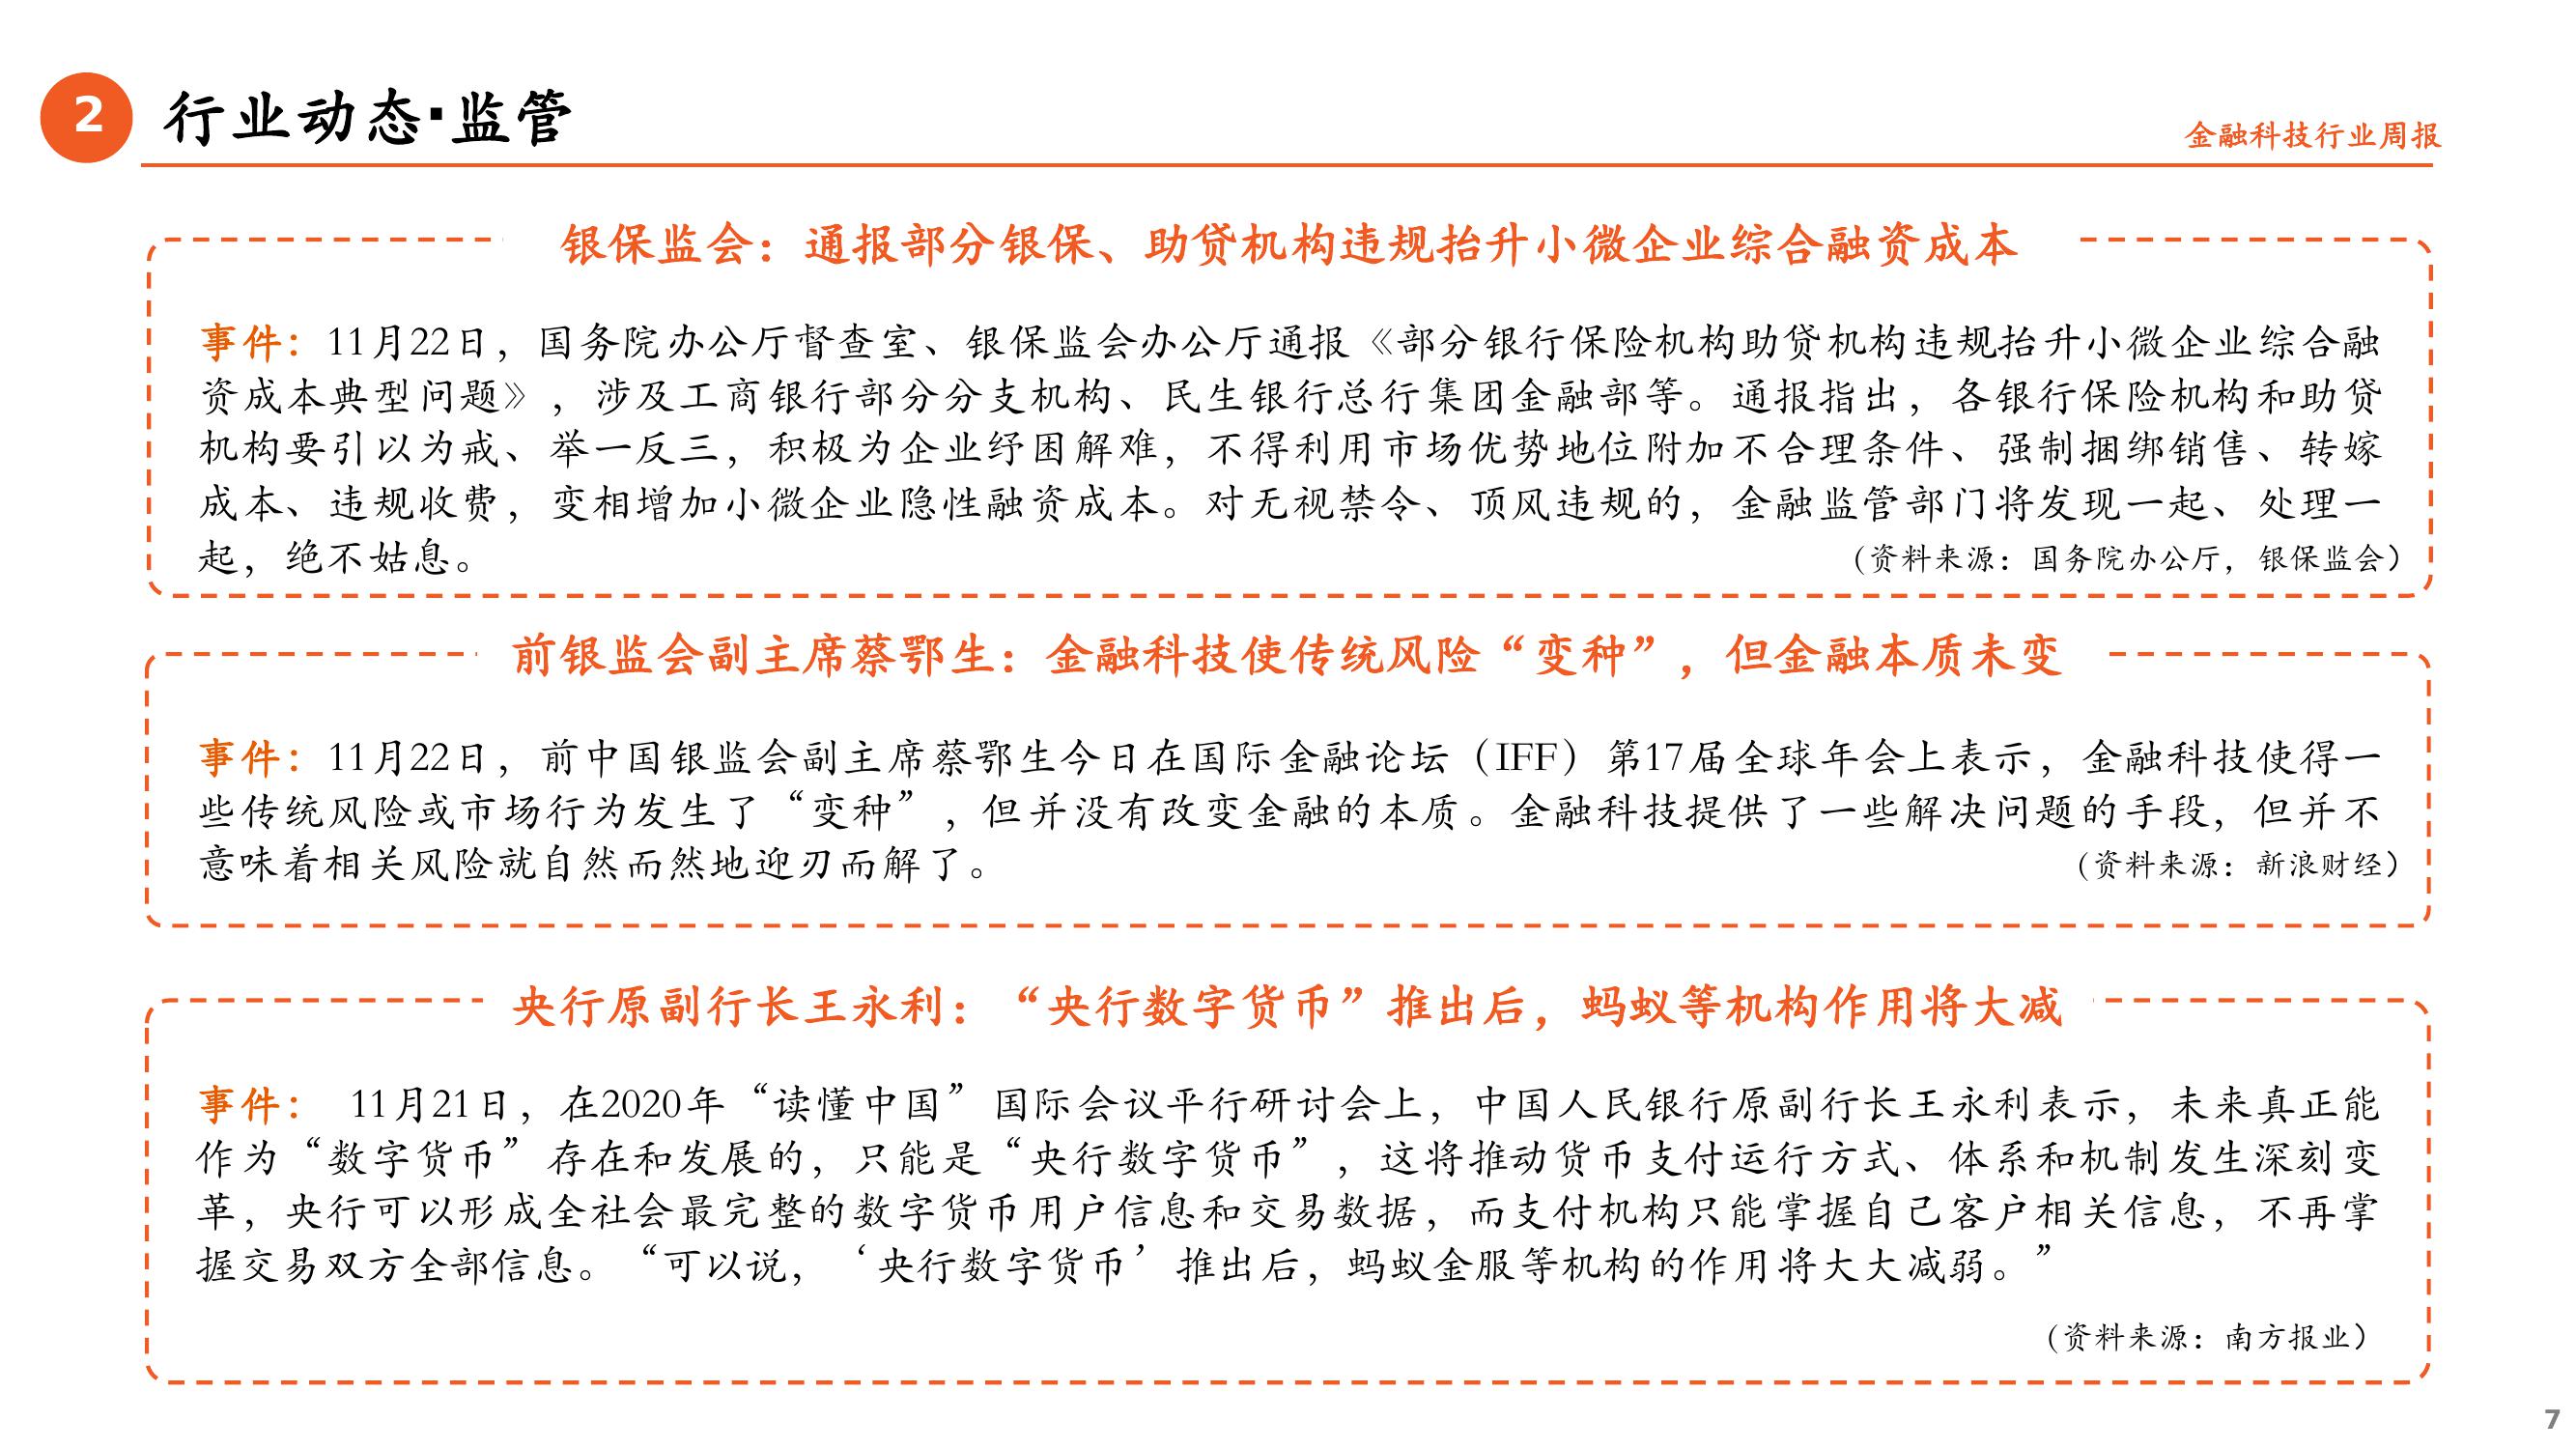 2
行业动态·监管
金融科技行业周报
银保监会：通报部分银保、助贷机构违规抬升小微企业综合融资成本
事件：11月22日，国务院办公厅督查室、银保监会办公厅通报《部分银行保险机构助贷机构违规抬升小微企业综合融
资成本典型问题》，涉及工商银行部分分支机构、民生银行总行集团金融部等。通报指出，各银行保险机构和助贷
机构要引以为戒、举一反三，积极为企业纾困解难，不得利用市场优势地位附加不合理条件、强制捆绑销售、转嫁
成本、违规收费，变相增加小微企业隐性融资成本。对无视禁令、顶风违规的，金融监管部门将发现一起、处理一
起，绝不姑息。
（资料来源：国务院办公厅，银保监会）
前银监会副主席蔡鄂生：金融科技使传统风险“变种”，但金融本质未变
事件：11月22日，前中国银监会副主席蔡鄂生今日在国际金融论坛（IFF）第17届全球年会上表示，金融科技使得一
些传统风险或市场行为发生了“变种”，但并没有改变金融的本质。金融科技提供了一些解决问题的手段，但并不
意味着相关风险就自然而然地迎刃而解了。
（资料来源：新浪财经）
央行原副行长王永利：“央行数字货币”推出后，蚂蚁等机构作用将大减
事件： 11月21日，在2020年“读懂中国”国际会议平行研讨会上，中国人民银行原副行长王永利表示，未来真正能
作为“数字货币”存在和发展的，只能是“央行数字货币”，这将推动货币支付运行方式、体系和机制发生深刻变
革，央行可以形成全社会最完整的数字货币用户信息和交易数据，而支付机构只能掌握自己客户相关信息，不再掌
握交易双方全部信息。“可以说，‘央行数字货币’推出后，蚂蚁金服等机构的作用将大大减弱。”
（资料来源：南方报业）
7